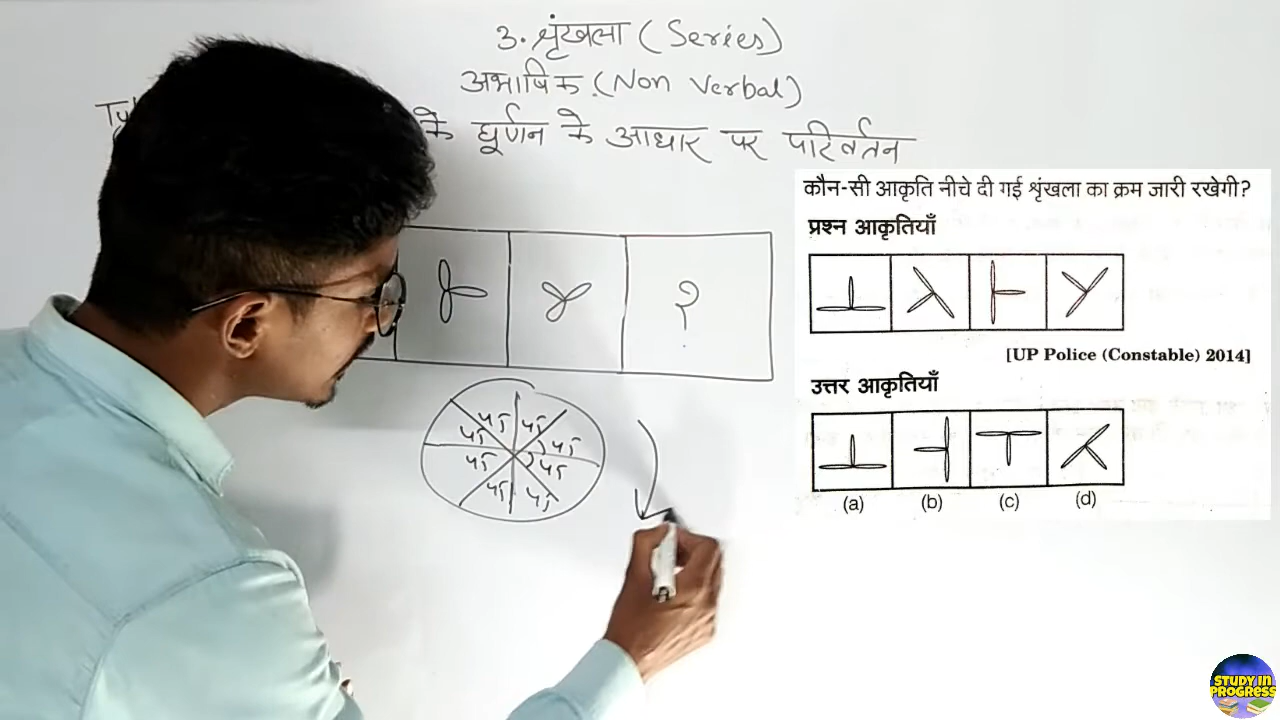 3. श्रृंखला (Series)
अभाषिक (Non Verbal)
के घूर्णन के आधार पर परिवर्तन
कौन-सी आकृति नीचे दी गई श्रृंखला का क्रम जारी रखेगी?
प्रश्न आकृतियाँ
[UP Police (Constable) 2014]
उत्तर आकृतियाँ
(a) (b) (c) (d)
?
45 45
45 45
45 45
45 45
STUDY IN
PROGRESS